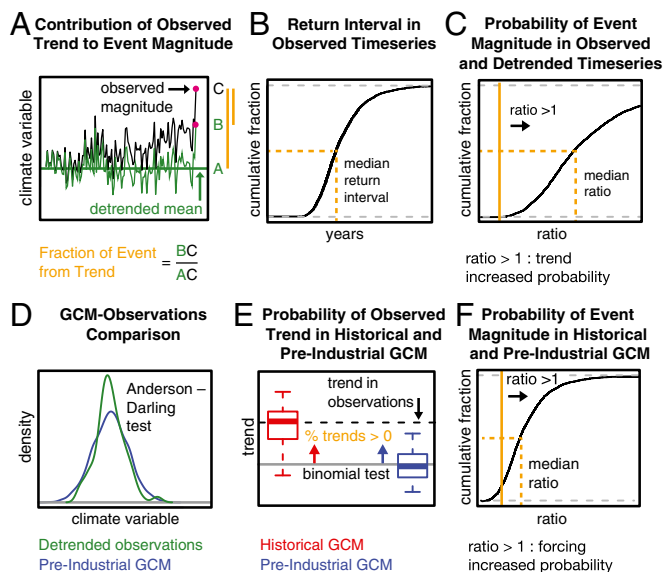 A Contribution of Observed
Trend to Event Magnitude
climate variable
observed
magnitude
C
B
A
detrended mean
Fraction of Event
from Trend
= BC
AC
B Return Interval in
Observed Timeseries
cumulative fraction
median
return
interval
years
C Probability of Event
Magnitude in Observed
and Detrended Timeseries
cumulative fraction
ratio >1
median
ratio
ratio
ratio > 1 : trend
increased probability
D GCM-Observations
Comparison
density
Anderson –
Darling
test
climate variable
Detrended observations
Pre-Industrial GCM
E Probability of Observed
Trend in Historical and
Pre-Industrial GCM
trend
trend in
observations
% trends > 0
binomial test
Historical GCM
Pre-Industrial GCM
F Probability of Event
Magnitude in Historical
and Pre-Industrial GCM
cumulative fraction
ratio >1
median
ratio
ratio
ratio > 1 : forcing
increased probability